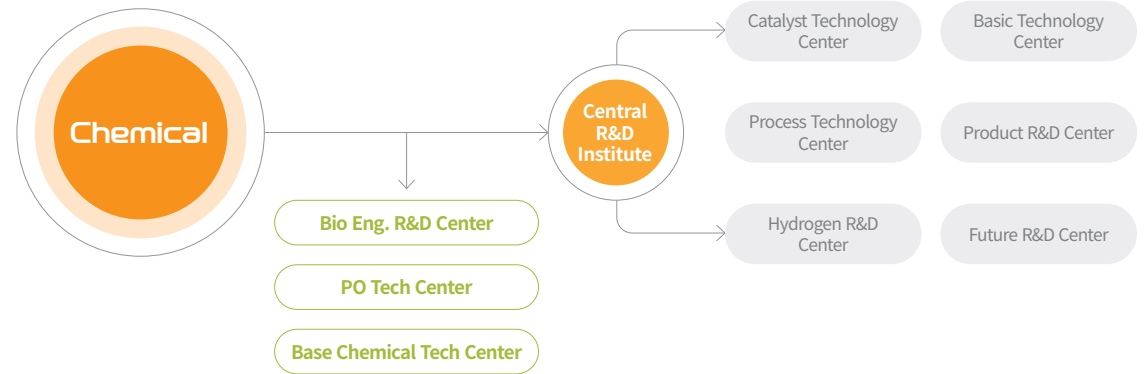 Chemical
Bio Eng. R&D Center
PO Tech Center
Base Chemical Tech Center
Central
R&D
Institute
Catalyst Technology
Center
Basic Technology
Center
Process Technology
Center
Product R&D Center
Hydrogen R&D
Center
Future R&D Center